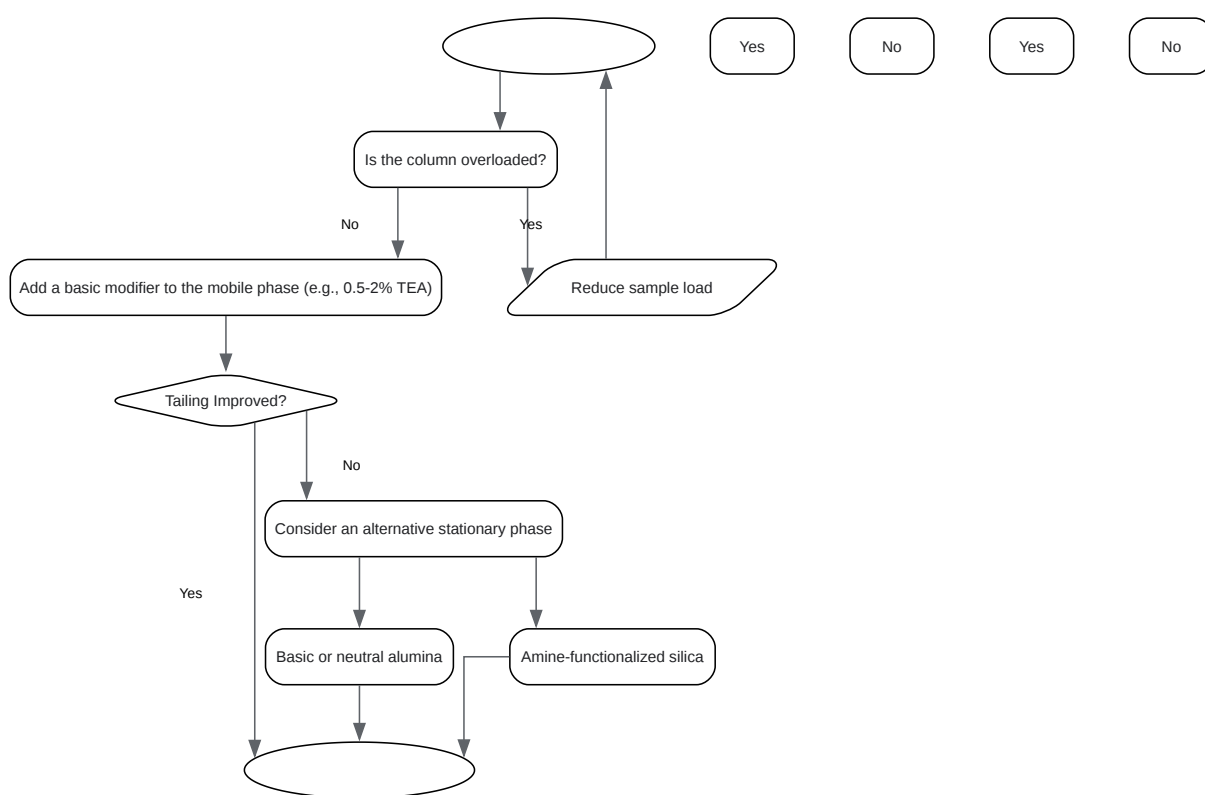 Yes
No
Yes
No
Is the column overloaded?
No
Yes
Add a basic modifier to the mobile phase (e.g., 0.5-2% TEA)
Reduce sample load
Tailing Improved?
No
Consider an alternative stationary phase
Yes
Basic or neutral alumina
Amine-functionalized silica